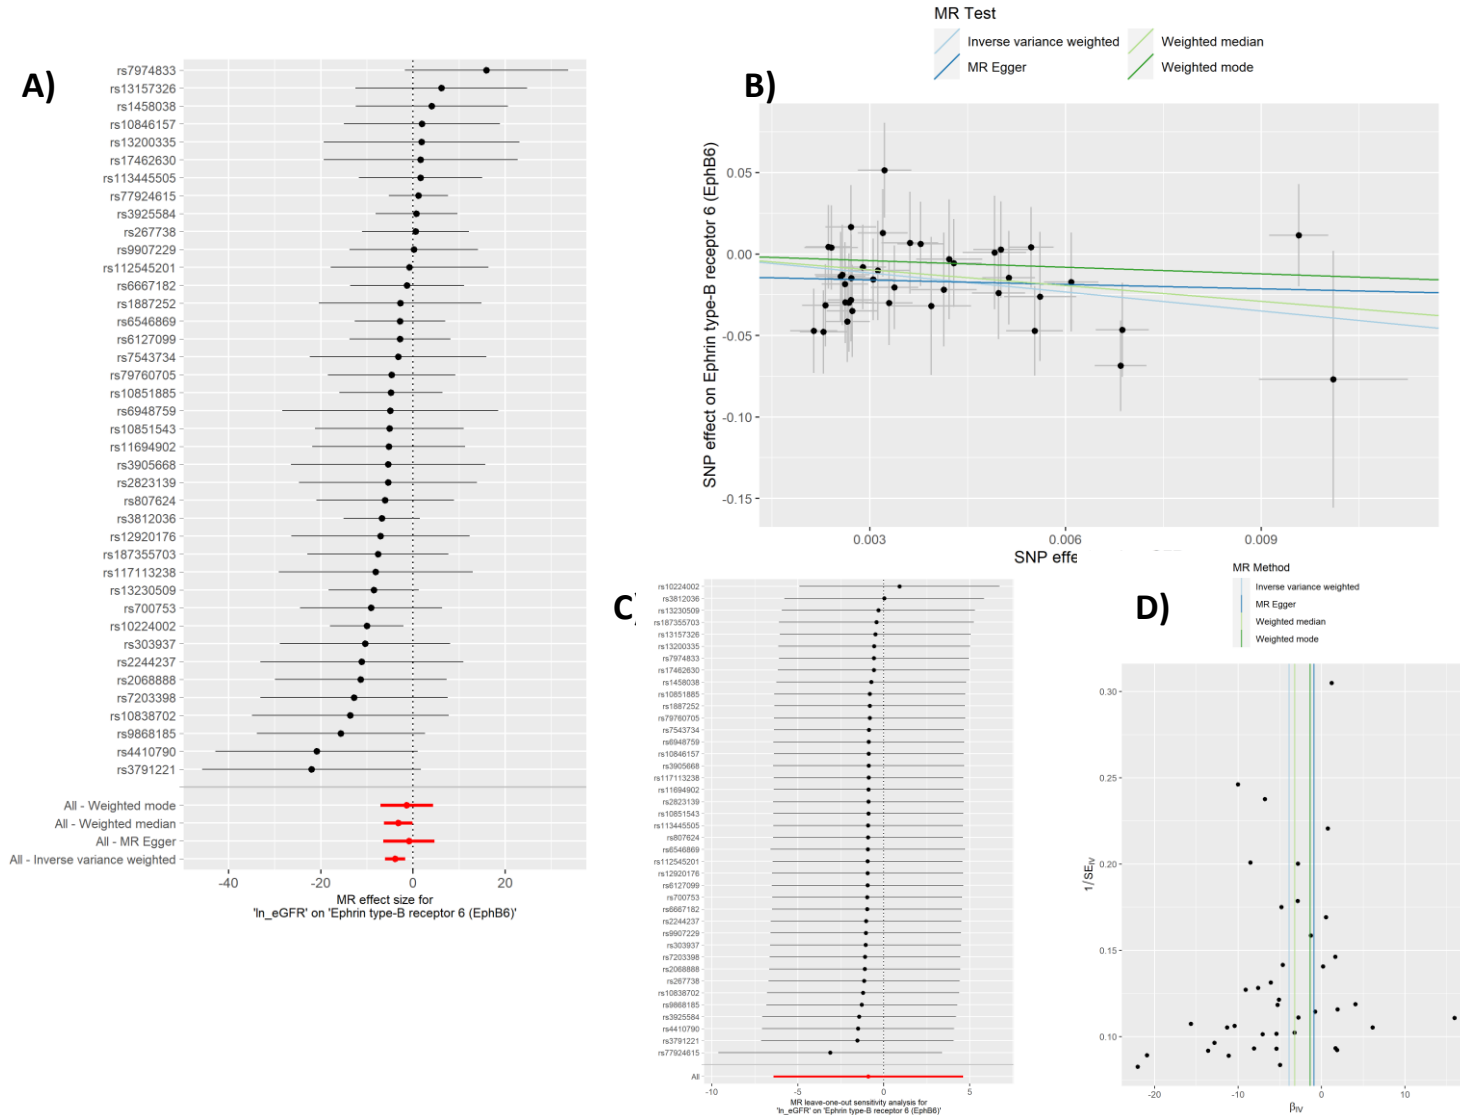 A)
rs7974833
rs13157326
rs1458038
rs10846157
rs13200335
rs17462630
rs113445505
rs77924615
rs3925584
rs267738
rs9907229
rs112545201
rs6667182
rs1887252
rs6546869
rs6127099
rs7543734
rs79760705
rs10851885
rs6948759
rs10851543
rs11694902
rs3905668
rs2823139
rs807624
rs3812036
rs12920176
rs187355703
rs117113238
rs13230509
rs700753
rs10224002
rs303937
rs2244237
rs2068888
rs7203398
rs10838702
rs9868185
rs4410790
rs3791221
All - Weighted mode
All - Weighted median
All - MR Egger
All - Inverse variance weighted
-40 -20 0 20
MR effect size for
'ln_eGFR' on 'Ephrin type-B receptor 6 (EphB6)'
MR Test
Inverse variance weighted Weighted median
MR Egger Weighted mode
B)
SNP effect on Ephrin type-B receptor 6 (EphB6)
0.05
0.00
-0.05
-0.10
-0.15
0.003 0.006 0.009
SNP effe
C)
rs10224002
rs3812036
rs13230509
rs187355703
rs13157326
rs13200335
rs7974833
rs17462630
rs1458038
rs10851885
rs1887252
rs79760705
rs7543734
rs6948759
rs10846157
rs3905668
rs117113238
rs11694902
rs2823139
rs10851543
rs113445505
rs807624
rs6546869
rs112545201
rs12920176
rs6127099
rs700753
rs6667182
rs2244237
rs9907229
rs303937
rs7203398
rs2068888
rs267738
rs10838702
rs9868185
rs3925584
rs4410790
rs3791221
rs77924615
All
-10 -5 0 5
MR leave-one-out sensitivity analysis for
'ln_eGFR' on 'Ephrin type-B receptor 6 (EphB6)'
D)
MR Method
Inverse variance weighted
MR Egger
Weighted median
Weighted mode
1/SE_IV
0.30
0.25
0.20
0.15
0.10
-20 -10 0 10
β_IV